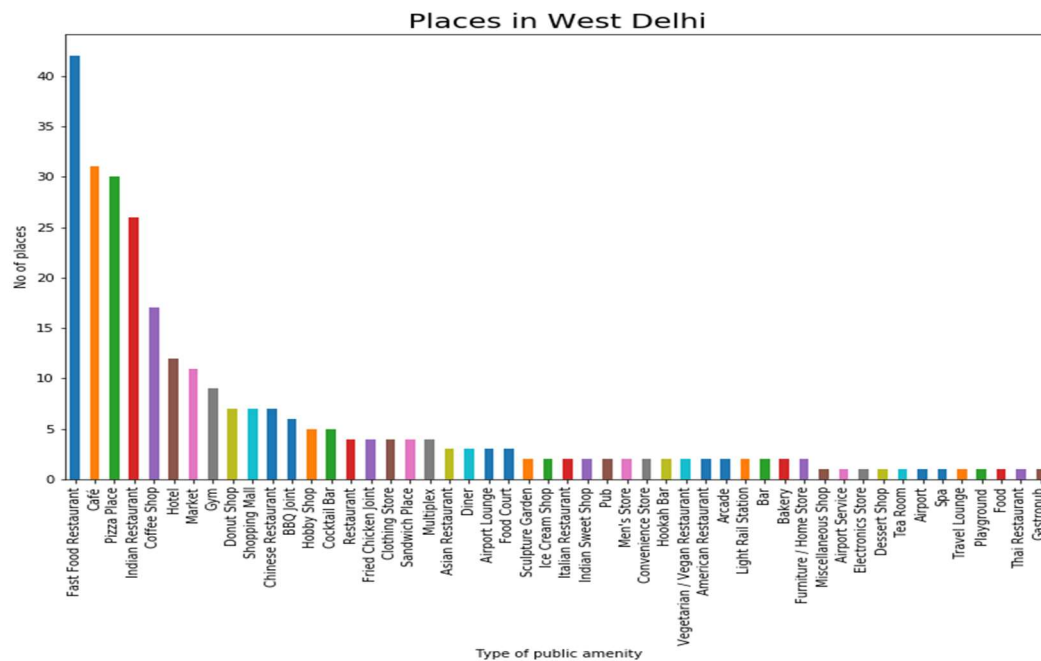 Places in West Delhi
No of places
40
35
30
25
20
15
10
5
0
Fast Food Restaurant
Café
Pizza Place
Indian Restaurant
Coffee Shop
Hotel
Market
Gym
Donut Shop
Shopping Mall
Chinese Restaurant
BBQ Joint
Hobby Shop
Cocktail Bar
Restaurant
Fried Chicken Joint
Clothing Store
Sandwich Place
Multiplex
Asian Restaurant
Diner
Airport Lounge
Food Court
Sculpture Garden
Ice Cream Shop
Italian Restaurant
Indian Sweet Shop
Pub
Men's Store
Convenience Store
Hookah Bar
Vegetarian / Vegan Restaurant
American Restaurant
Arcade
Light Rail Station
Bar
Bakery
Furniture / Home Store
Miscellaneous Shop
Airport Service
Electronics Store
Dessert Shop
Tea Room
Airport
Spa
Travel Lounge
Playground
Food
Thai Restaurant
Gastropub
Type of public amenity